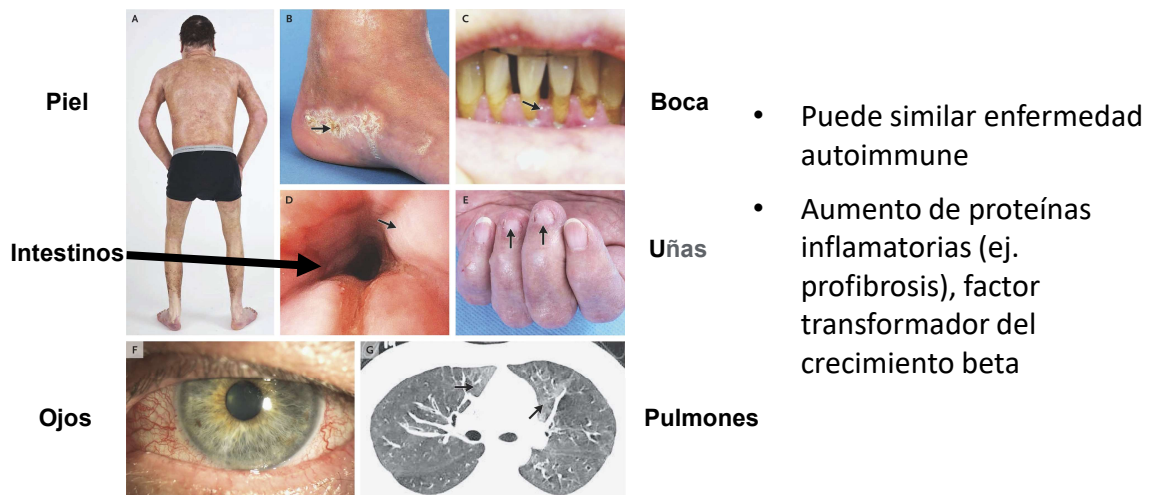 A
B
C
Piel
Boca
D
E
Intestinos
Uñas
F
G
Ojos
Pulmones
• Puede similar enfermedad
autoimmune
• Aumento de proteínas
inflamatorias (ej.
profibrosis), factor
transformador del
crecimiento beta